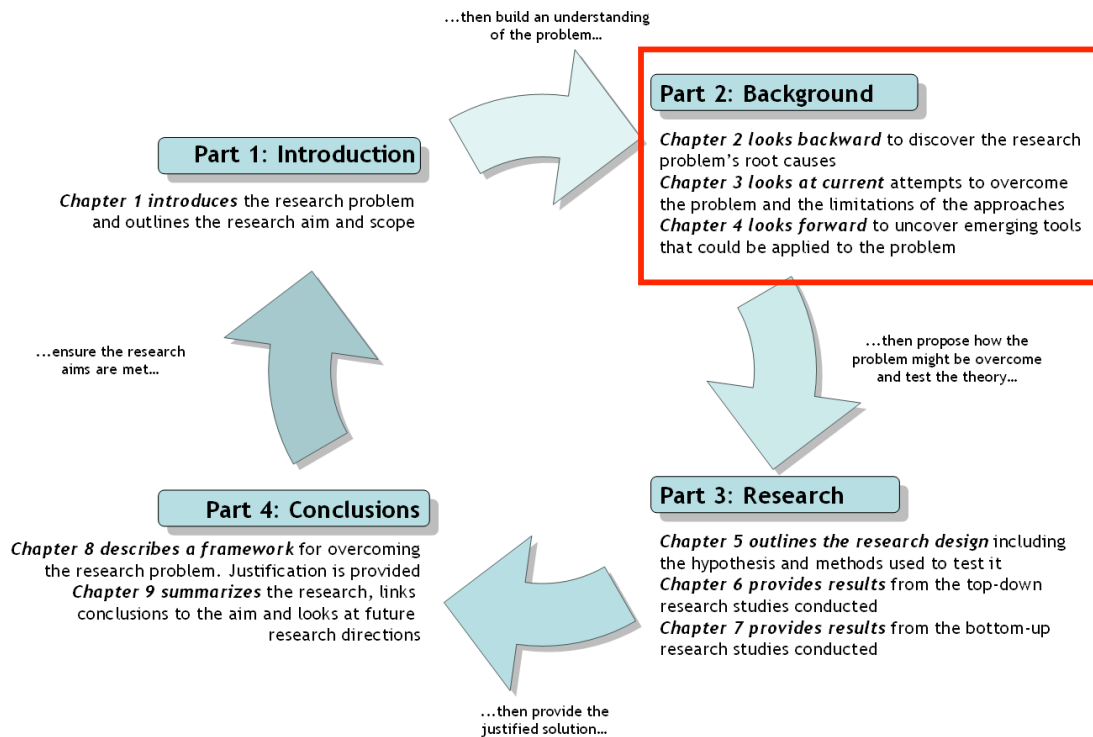 ...then build an understanding
of the problem...
Part 2: Background
Chapter 2 looks backward to discover the research
problem's root causes
Chapter 3 looks at current attempts to overcome
the problem and the limitations of the approaches
Chapter 4 looks forward to uncover emerging tools
that could be applied to the problem
Part 1: Introduction
Chapter 1 introduces the research problem
and outlines the research aim and scope
...ensure the research
aims are met...
...then propose how the
problem might be overcome
and test the theory...
Part 3: Research
Chapter 5 outlines the research design including
the hypothesis and methods used to test it
Chapter 6 provides results from the top-down
research studies conducted
Chapter 7 provides results from the bottom-up
research studies conducted
Part 4: Conclusions
Chapter 8 describes a framework for overcoming
the research problem. Justification is provided
Chapter 9 summarizes the research, links
conclusions to the aim and looks at future
research directions
...then provide the
justified solution...